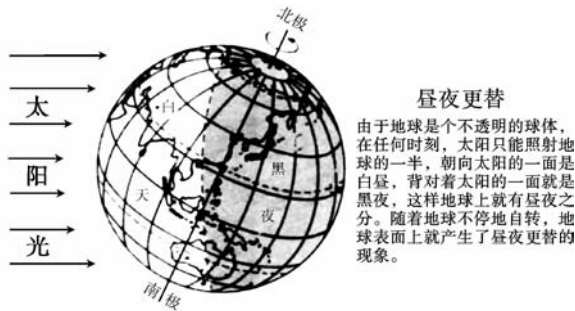 北极
太
阳
光
白
天
黑
夜
南极
昼夜更替
由于地球是个不透明的球体，
在任何时刻，太阳只能照射地
球的一半，朝向太阳的一面是
白昼，背对着太阳的一面就是
黑夜，这样地球上就有昼夜之
分。随着地球不停地自转，地
球表面上就产生了昼夜更替的
现象。